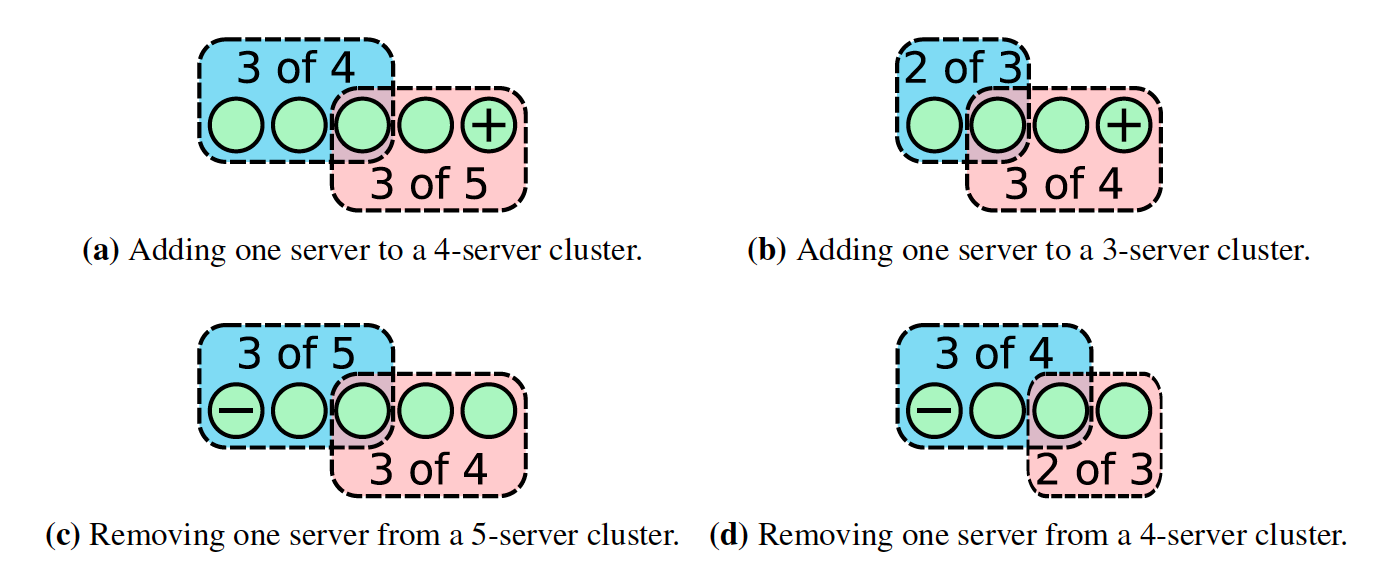 3 of 4
+
3 of 5
(a) Adding one server to a 4-server cluster.
2 of 3
+
3 of 4
(b) Adding one server to a 3-server cluster.
3 of 5
−
3 of 4
(c) Removing one server from a 5-server cluster.
3 of 4
−
2 of 3
(d) Removing one server from a 4-server cluster.